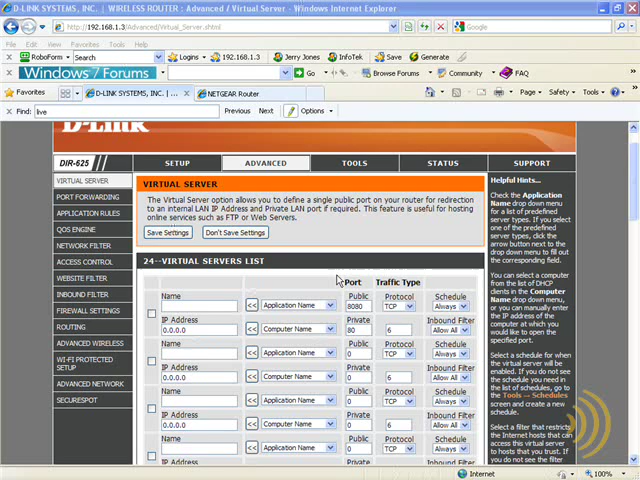 D-LINK SYSTEMS, INC. | WIRELESS ROUTER : Advanced / Virtual Server - Windows Internet Explorer
http://192.168.1.3/Advanced/Virtual_Server.shtml
Google
File Edit View Favorites Tools Help
RoboForm Search Logins 192.168.1.3 Jerry Jones InfoTek Save Generate
Windows 7 Forums Go Browse Forums Community FAQ
Favorites D-LINK SYSTEMS, INC. | ... NETGEAR Router Page Safety Tools
Find: live Previous Next Options
D-Link
DIR-625 SETUP ADVANCED TOOLS STATUS SUPPORT
VIRTUAL SERVER
PORT FORWARDING
APPLICATION RULES
QOS ENGINE
NETWORK FILTER
ACCESS CONTROL
WEBSITE FILTER
INBOUND FILTER
FIREWALL SETTINGS
ROUTING
ADVANCED WIRELESS
WI-FI PROTECTED
SETUP
ADVANCED NETWORK
SECURESPOT
VIRTUAL SERVER
The Virtual Server option allows you to define a single public port on your router for redirection
to an internal LAN IP Address and Private LAN port if required. This feature is useful for hosting
online services such as FTP or Web Servers.
Save Settings Don't Save Settings
24--VIRTUAL SERVERS LIST
Port Traffic Type
Name Public Protocol Schedule
<< Application Name 8080 TCP Always
IP Address Private Inbound Filter
0.0.0.0 << Computer Name 80 6 Allow All
Name Public Protocol Schedule
<< Application Name 0 TCP Always
IP Address Private Inbound Filter
0.0.0.0 << Computer Name 0 6 Allow All
Name Public Protocol Schedule
<< Application Name 0 TCP Always
IP Address Private Inbound Filter
0.0.0.0 << Computer Name 0 6 Allow All
Name Public Protocol Schedule
<< Application Name 0 TCP Always
IP Address Private Inbound Filter
Helpful Hints..
Check the Application
Name drop down menu
for a list of predefined
server types. If you select
one of the predefined
server types, click the
arrow button next to the
drop down menu to fill out
the corresponding field.
You can select a computer
from the list of DHCP
clients in the Computer
Name drop down menu,
or you can manually enter
the IP address of the
computer at which you
would like to open the
specified port.
Select a schedule for when
the virtual server will be
enabled. If you do not see
the schedule you need in
the list of schedules, go to
the Tools -- Schedules
screen and create a new
schedule.
Select a filter that restricts
the Internet hosts that can
access this virtual server
to hosts that you trust. If
you do not see the filter
Internet 100%